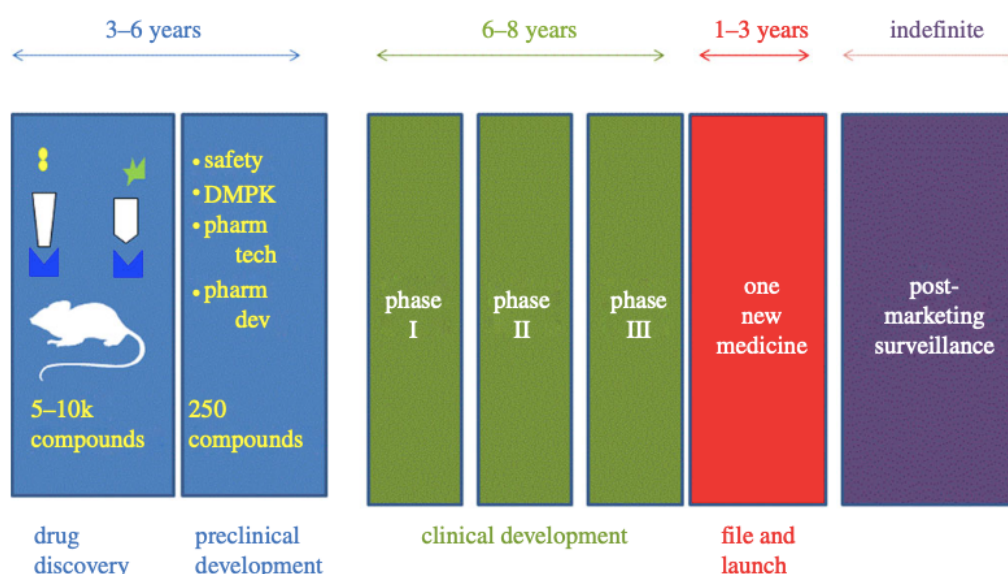 3–6 years
6–8 years
1–3 years
indefinite
• safety
• DMPK
• pharm
tech
• pharm
dev
5–10k
compounds
250
compounds
phase
I
phase
II
phase
III
one
new
medicine
post-
marketing
surveillance
drug
discovery
preclinical
development
clinical development
file and
launch